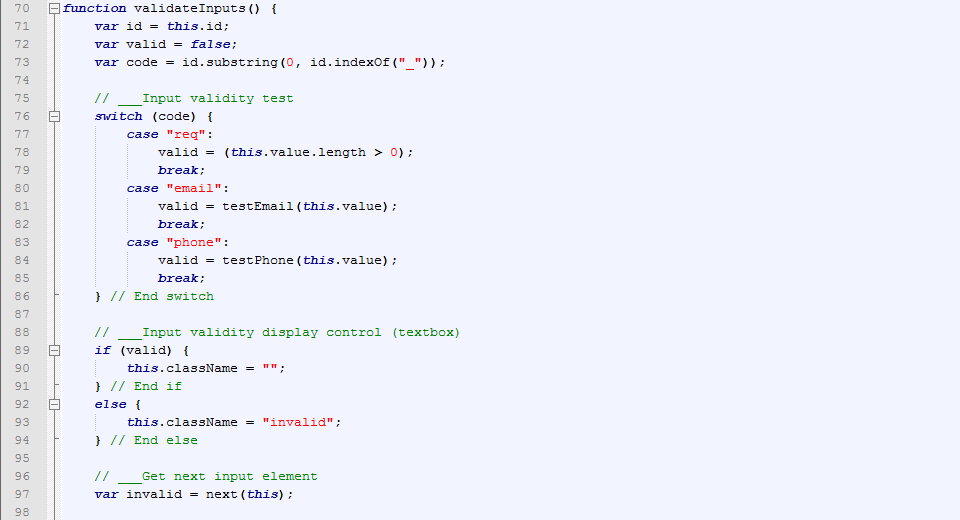 70 function validateInputs() {
71     var id = this.id;
72     var valid = false;
73     var code = id.substring(0, id.indexOf("_"));
74
75     // ___Input validity test
76     switch (code) {
77         case "req":
78             valid = (this.value.length > 0);
79             break;
80         case "email":
81             valid = testEmail(this.value);
82             break;
83         case "phone":
84             valid = testPhone(this.value);
85             break;
86     } // End switch
87
88     // ___Input validity display control (textbox)
89     if (valid) {
90         this.className = "";
91     } // End if
92     else {
93         this.className = "invalid";
94     } // End else
95
96     // ___Get next input element
97     var invalid = next(this);
98